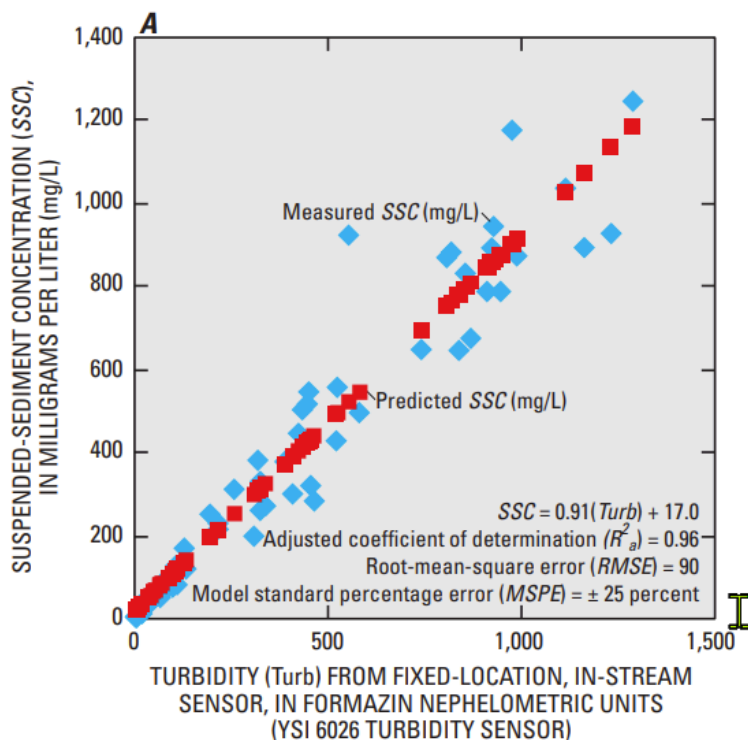 A
1,400
1,200
1,000
800
600
400
200
0
SUSPENDED-SEDIMENT CONCENTRATION (SSC),
IN MILLIGRAMS PER LITER (mg/L)
Measured SSC (mg/L)
Predicted SSC (mg/L)
SSC = 0.91(Turb) + 17.0
Adjusted coefficient of determination (R²a) = 0.96
Root-mean-square error (RMSE) = 90
Model standard percentage error (MSPE) = ± 25 percent
0
500
1,000
1,500
TURBIDITY (Turb) FROM FIXED-LOCATION, IN-STREAM
SENSOR, IN FORMAZIN NEPHELOMETRIC UNITS
(YSI 6026 TURBIDITY SENSOR)